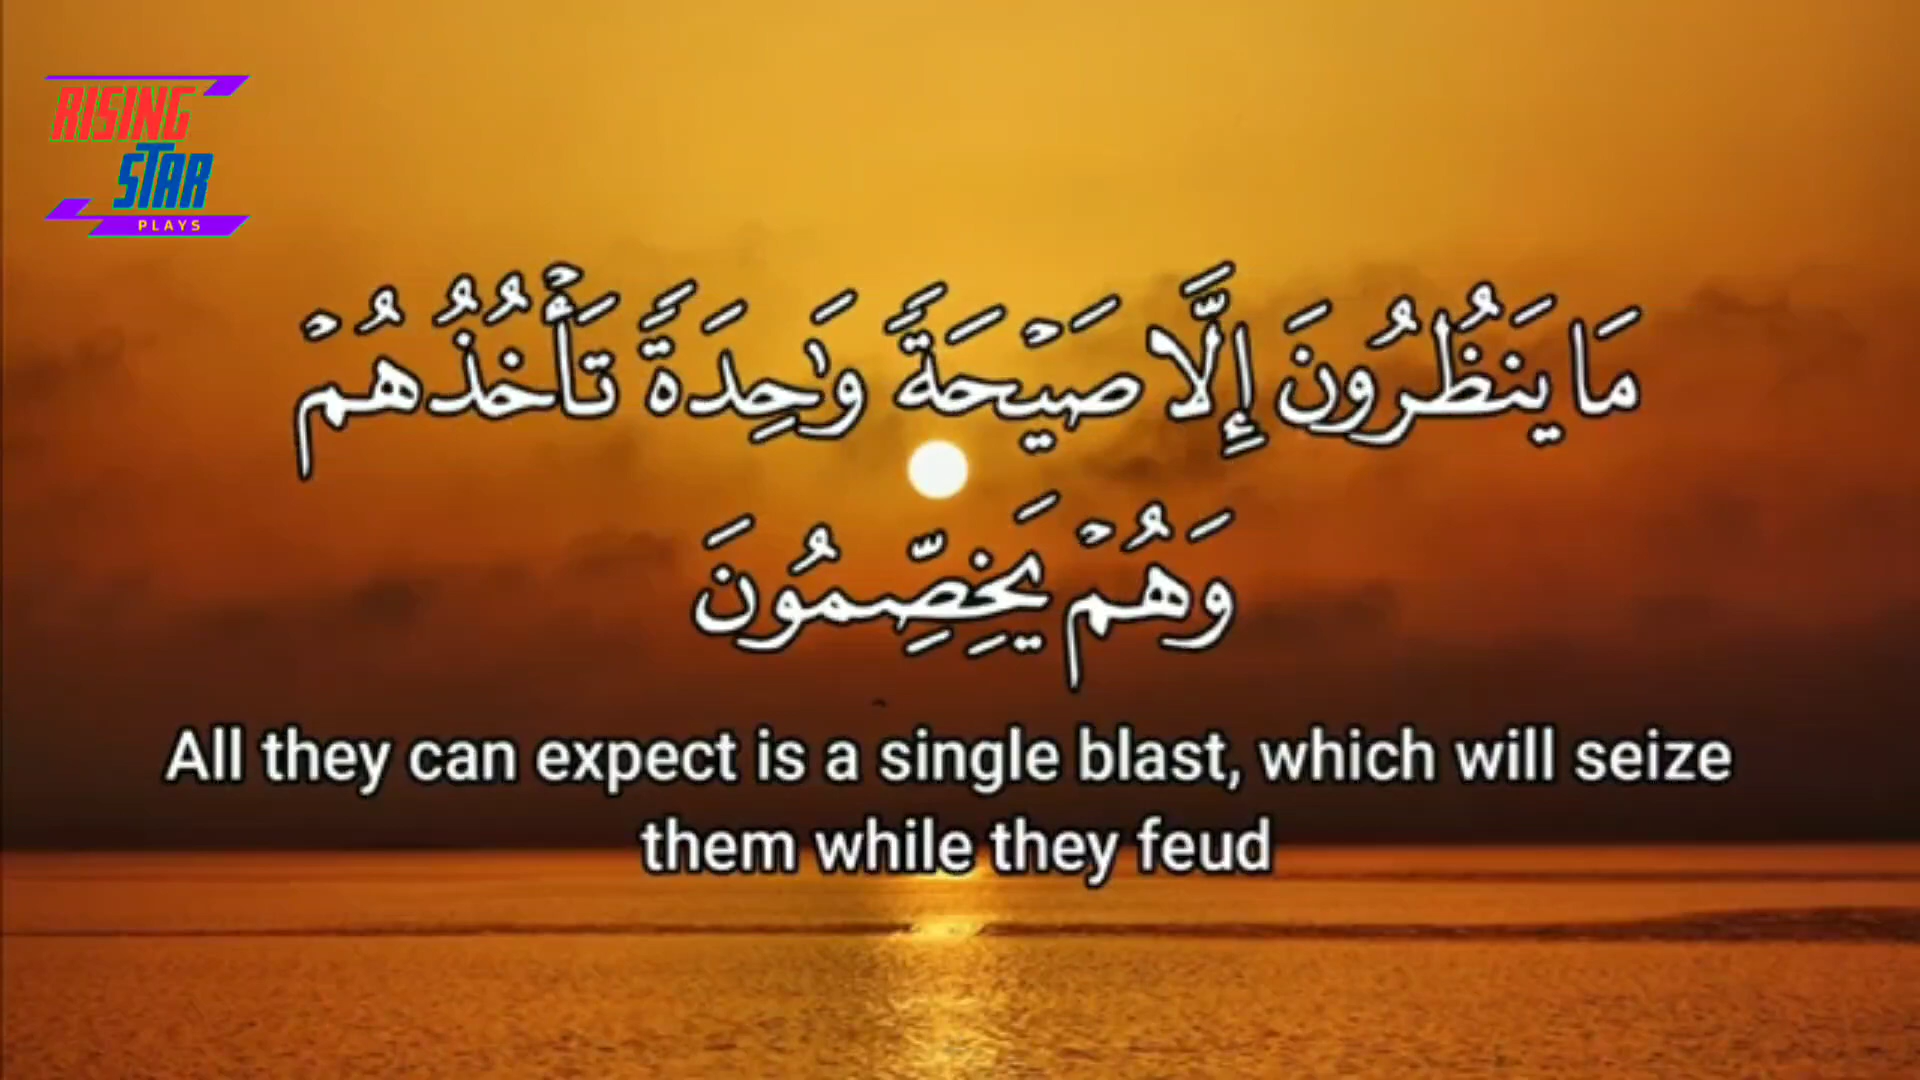 RISING
STAR
PLAYS
مَا يَنظُرُونَ إِلَّا صَيْحَةً وَٰحِدَةً تَأْخُذُهُمْ
وَهُمْ يَخِصِّمُونَ
All they can expect is a single blast, which will seize
them while they feud